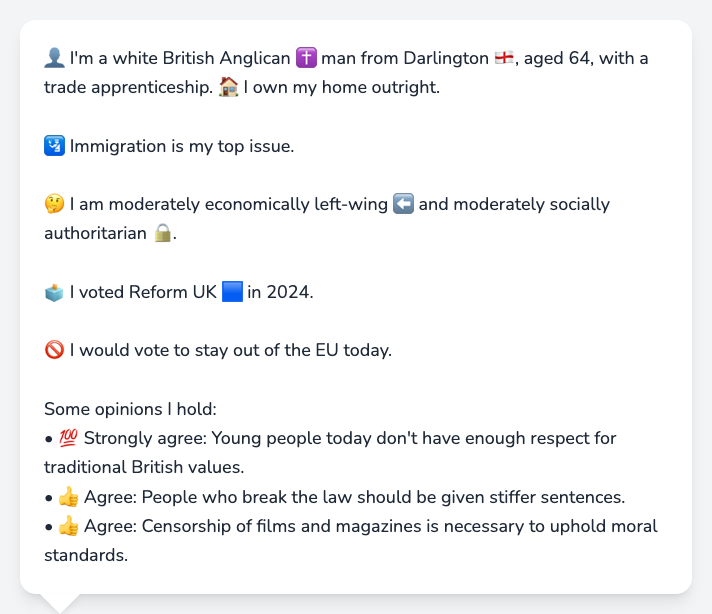 👤 I'm a white British Anglican ✝️ man from Darlington 🏴󠁧󠁢󠁥󠁮󠁧󠁿, aged 64, with a
trade apprenticeship. 🏠 I own my home outright.
🛂 Immigration is my top issue.
🤔 I am moderately economically left-wing ⬅️ and moderately socially
authoritarian 🔒.
🗳️ I voted Reform UK 🟦 in 2024.
🚫 I would vote to stay out of the EU today.
Some opinions I hold:
• 💯 Strongly agree: Young people today don't have enough respect for
traditional British values.
• 👍 Agree: People who break the law should be given stiffer sentences.
• 👍 Agree: Censorship of films and magazines is necessary to uphold moral
standards.